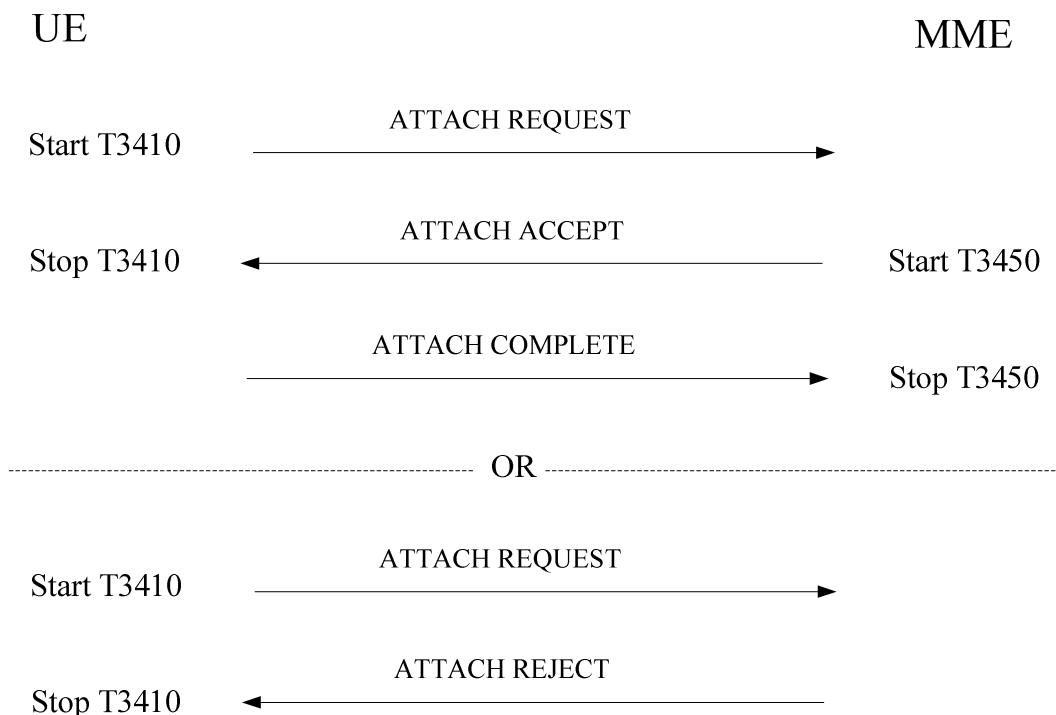 UE MME
ATTACH REQUEST
Start T3410
ATTACH ACCEPT
Stop T3410 Start T3450
ATTACH COMPLETE
Stop T3450
OR
ATTACH REQUEST
Start T3410
ATTACH REJECT
Stop T3410